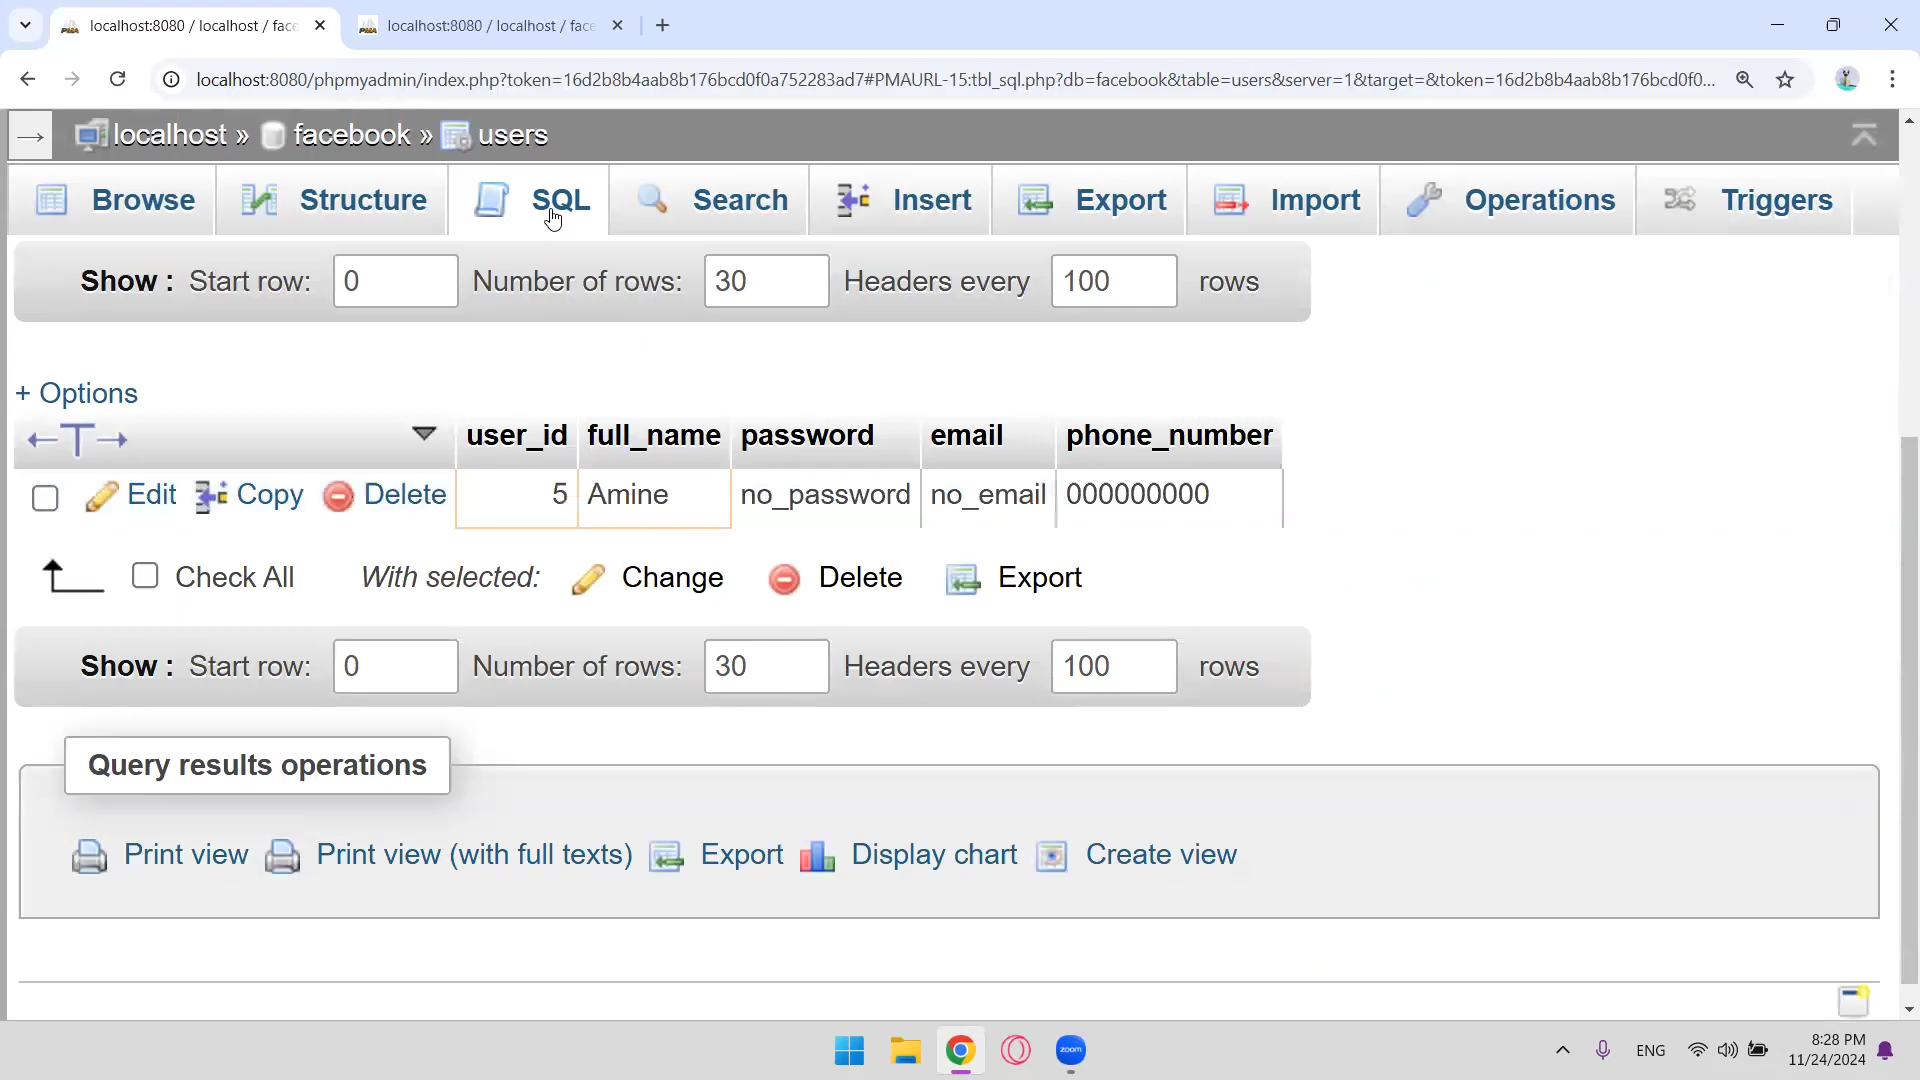 localhost:8080 / localhost / face
localhost:8080 / localhost / face
localhost:8080/phpmyadmin/index.php?token=16d2b8b4aab8b176bcd0f0a752283ad7#PMAURL-15:tbl_sql.php?db=facebook&table=users&server=1&target=&token=16d2b8b4aab8b176bcd0f0...
localhost » facebook » users
Browse Structure SQL Search Insert Export Import Operations Triggers
Show : Start row: 0 Number of rows: 30 Headers every 100 rows
+ Options
←T→ user_id full_name password email phone_number
Edit Copy Delete 5 Amine no_password no_email 000000000
Check All With selected: Change Delete Export
Show : Start row: 0 Number of rows: 30 Headers every 100 rows
Query results operations
Print view Print view (with full texts) Export Display chart Create view
zoom
ENG
8:28 PM
11/24/2024